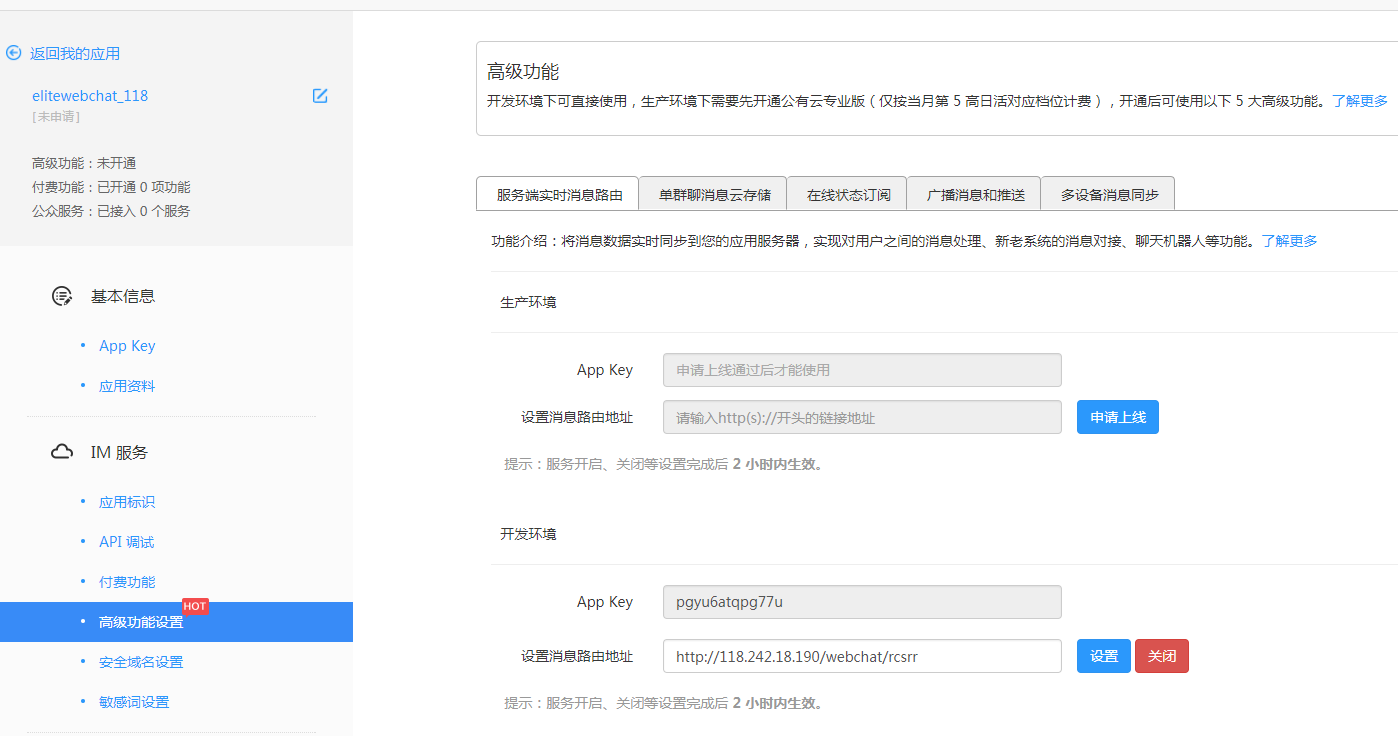 返回我的应用
elitewebchat_118
[未申请]
高级功能：未开通
付费功能：已开通 0 项功能
公众服务：已接入 0 个服务
基本信息
App Key
应用资料
IM 服务
应用标识
API 调试
付费功能
HOT
高级功能设置
安全域名设置
敏感词设置
高级功能
开发环境下可直接使用，生产环境下需要先开通公有云专业版（仅按当月第 5 高日活对应档位计费），开通后可使用以下 5 大高级功能。了解更多
服务端实时消息路由 单群聊消息云存储 在线状态订阅 广播消息和推送 多设备消息同步
功能介绍：将消息数据实时同步到您的应用服务器，实现对用户之间的消息处理、新老系统的消息对接、聊天机器人等功能。了解更多
生产环境
App Key 申请上线通过后才能使用
设置消息路由地址 请输入http(s)://开头的链接地址 申请上线
提示：服务开启、关闭等设置完成后 2 小时内生效。
开发环境
App Key pgyu6atqpg77u
设置消息路由地址 http://118.242.18.190/webchat/rcsrr 设置 关闭
提示：服务开启、关闭等设置完成后 2 小时内生效。